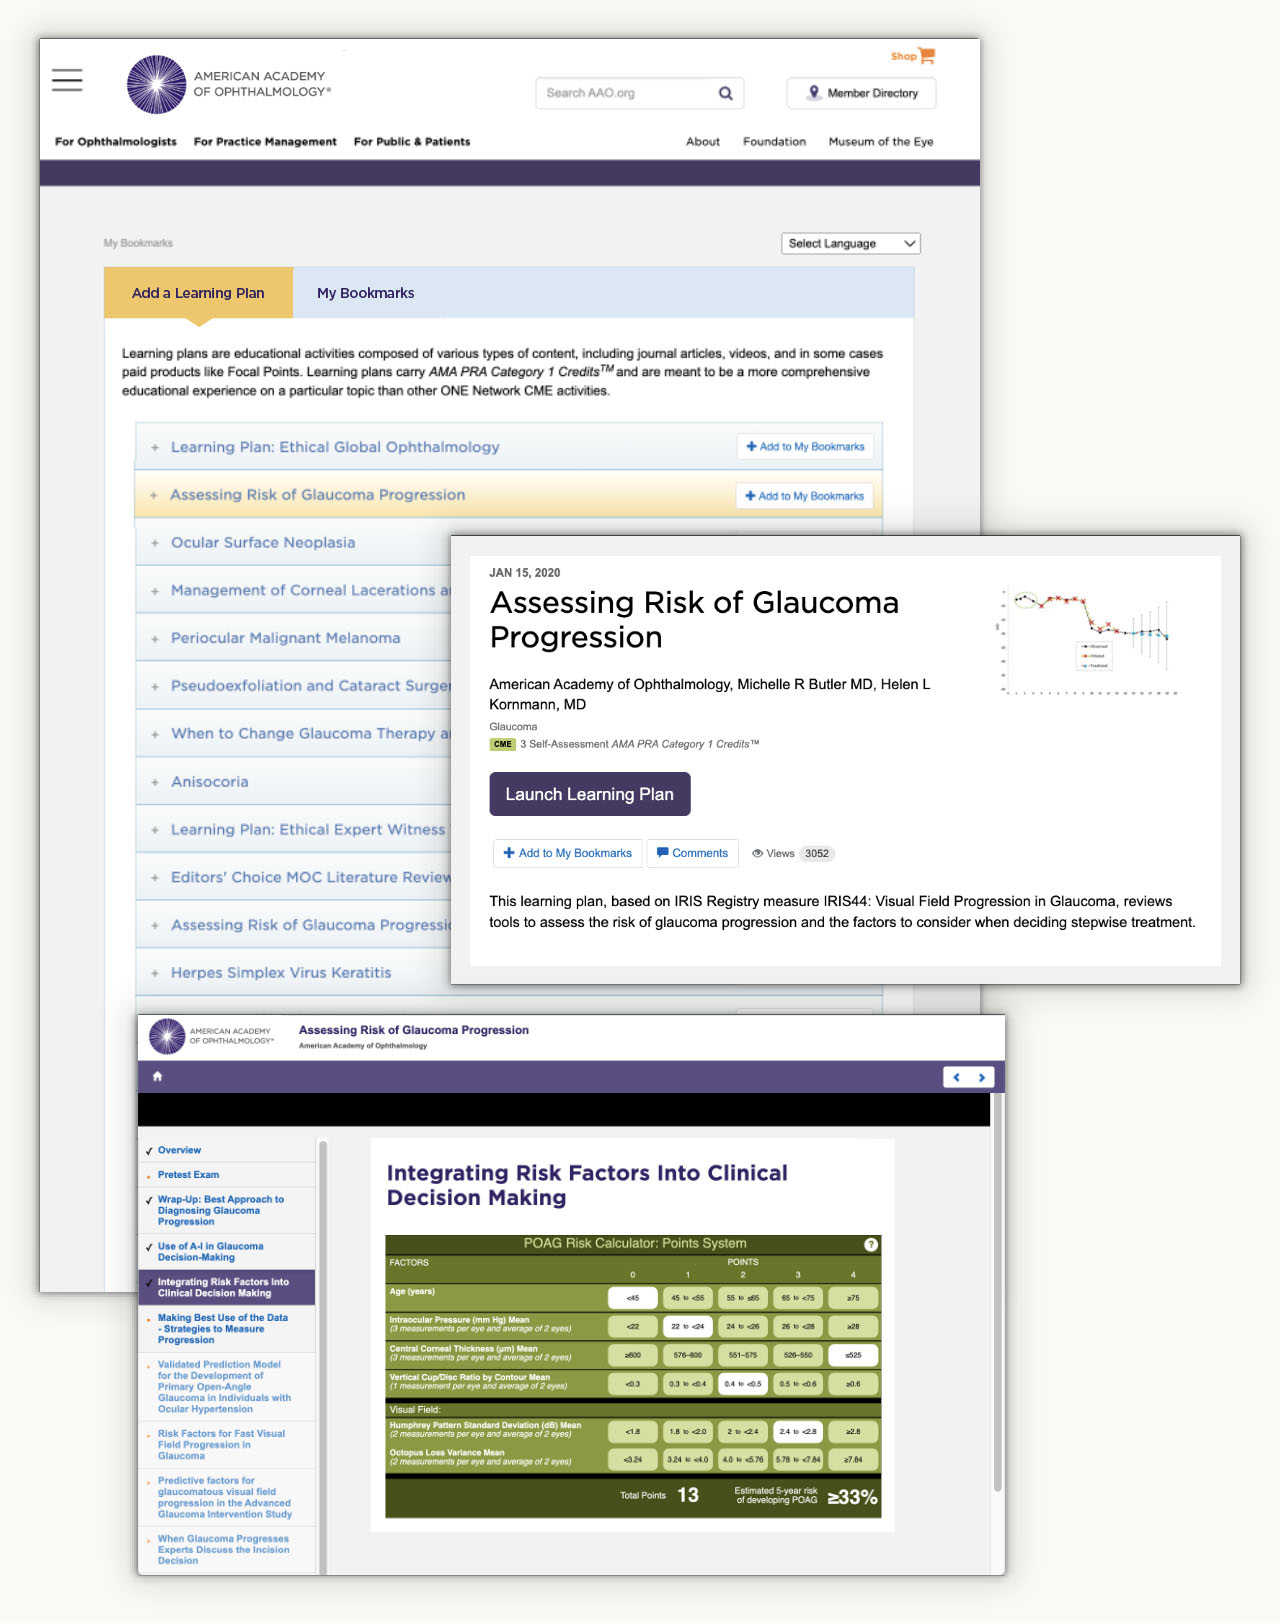 Shop
AMERICAN ACADEMY
OF OPHTHALMOLOGY®
Search AAO.org
Member Directory
For Ophthalmologists For Practice Management For Public & Patients
About Foundation Museum of the Eye
My Bookmarks
Select Language
Add a Learning Plan My Bookmarks
Learning plans are educational activities composed of various types of content, including journal articles, videos, and in some cases
paid products like Focal Points. Learning plans carry AMA PRA Category 1 Credits™ and are meant to be a more comprehensive
educational experience on a particular topic than other ONE Network CME activities.
+ Learning Plan: Ethical Global Ophthalmology
+ Add to My Bookmarks
+ Assessing Risk of Glaucoma Progression
+ Add to My Bookmarks
+ Ocular Surface Neoplasia
+ Management of Corneal Lacerations
+ Periocular Malignant Melanoma
+ Pseudoexfoliation and Cataract
+ When to Change Glaucoma Therapy
+ Anisocoria
+ Learning Plan: Ethical Expert Witness
+ Editors' Choice MOC Literature
+ Assessing Risk of Glaucoma
+ Herpes Simplex Virus Keratitis
JAN 15, 2020
Assessing Risk of Glaucoma
Progression
American Academy of Ophthalmology, Michelle R Butler MD, Helen L
Kornmann, MD
Glaucoma
CME 3 Self-Assessment AMA PRA Category 1 Credits™
Launch Learning Plan
+ Add to My Bookmarks Comments Views 3052
This learning plan, based on IRIS Registry measure IRIS44: Visual Field Progression in Glaucoma, reviews
tools to assess the risk of glaucoma progression and the factors to consider when deciding stepwise treatment.
AMERICAN ACADEMY
OF OPHTHALMOLOGY®
Assessing Risk of Glaucoma Progression
American Academy of Ophthalmology
Overview
Pretest Exam
Wrap-Up: Best Approach to
Diagnosing Glaucoma
Progression
Use of A-I in Glaucoma
Decision-Making
Integrating Risk Factors Into
Clinical Decision Making
Making Best Use of the Data
- Strategies to Measure
Progression
Validated Prediction Model
for the Development of
Primary Open-Angle
Glaucoma in Individuals with
Ocular Hypertension
Risk Factors for Fast Visual
Field Progression in
Glaucoma
Predictive factors for
glaucomatous visual field
progression in the Advanced
Glaucoma Intervention Study
When Glaucoma Progresses
Experts Discuss the Incision
Decision
Integrating Risk Factors Into Clinical
Decision Making
POAG Risk Calculator: Points System ?
FACTORS POINTS
0 1 2 3 4
Age (years) <45 45 to <55 55 to ≤65 65 to <75 ≥75
Intraocular Pressure (mm Hg) Mean
(3 measurements per eye and average of 2 eyes) <22 22 to <24 24 to <26 26 to <28 ≥28
Central Corneal Thickness (µm) Mean
(3 measurements per eye and average of 2 eyes) ≥600 576–600 551–575 526–550 ≤525
Vertical Cup/Disc Ratio by Contour Mean
(1 measurement per eye and average of 2 eyes) <0.3 0.3 to <0.4 0.4 to <0.5 0.5 to <0.6 ≥0.6
Visual Field:
Humphrey Pattern Standard Deviation (dB) Mean
(2 measurements per eye and average of 2 eyes) <1.8 1.8 to <2.0 2 to <2.4 2.4 to <2.8 ≥2.8
Octopus Loss Variance Mean
(2 measurements per eye and average of 2 eyes) <3.24 3.24 to <4.0 4.0 to <5.76 5.76 to <7.84 ≥7.84
Total Points 13 Estimated 5-year risk
of developing POAG ≥33%